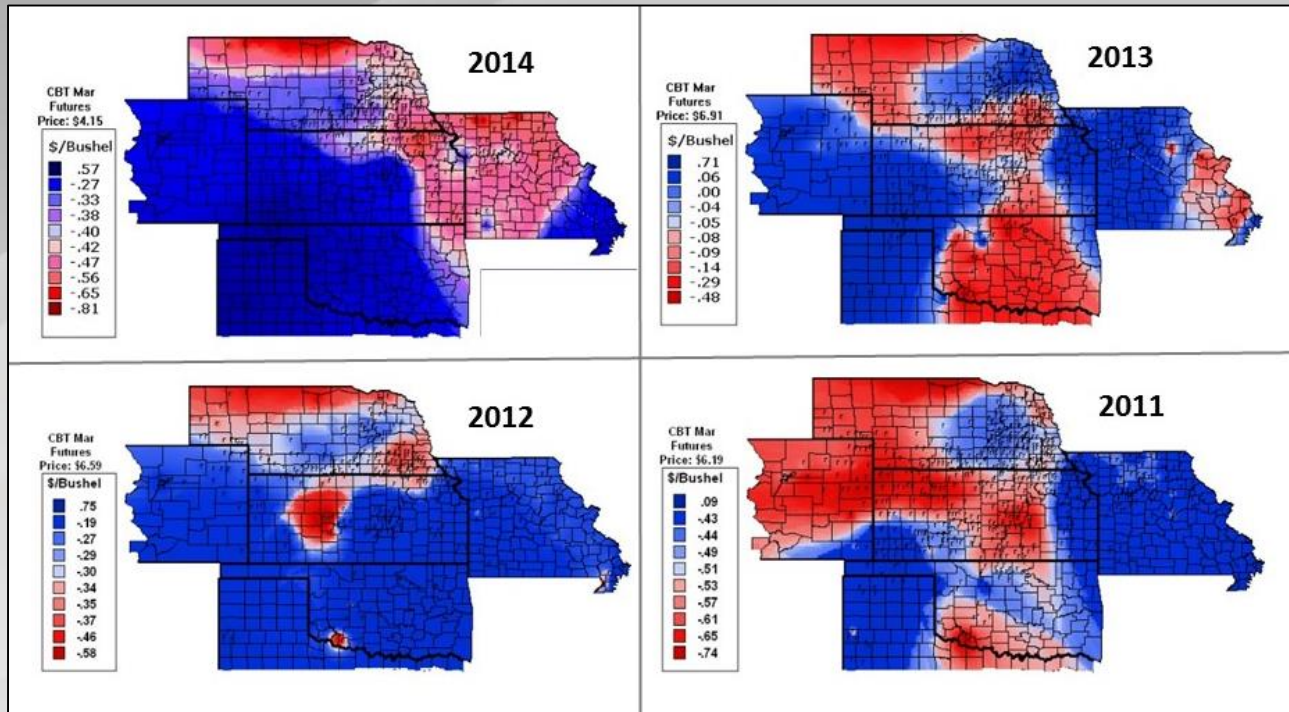 2014
CBT Mar
Futures
Price: $4.15
$/Bushel
.57
-.27
-.33
-.38
-.40
-.42
-.47
-.56
-.65
-.81
2013
CBT Mar
Futures
Price: $6.91
$/Bushel
.71
.06
.00
-.04
-.05
-.08
-.09
-.14
-.29
-.48
2012
CBT Mar
Futures
Price: $6.59
$/Bushel
.75
-.19
-.27
-.29
-.30
-.34
-.35
-.37
-.46
-.58
2011
CBT Mar
Futures
Price: $6.19
$/Bushel
.09
-.43
-.44
-.49
-.51
-.53
-.57
-.61
-.65
-.74